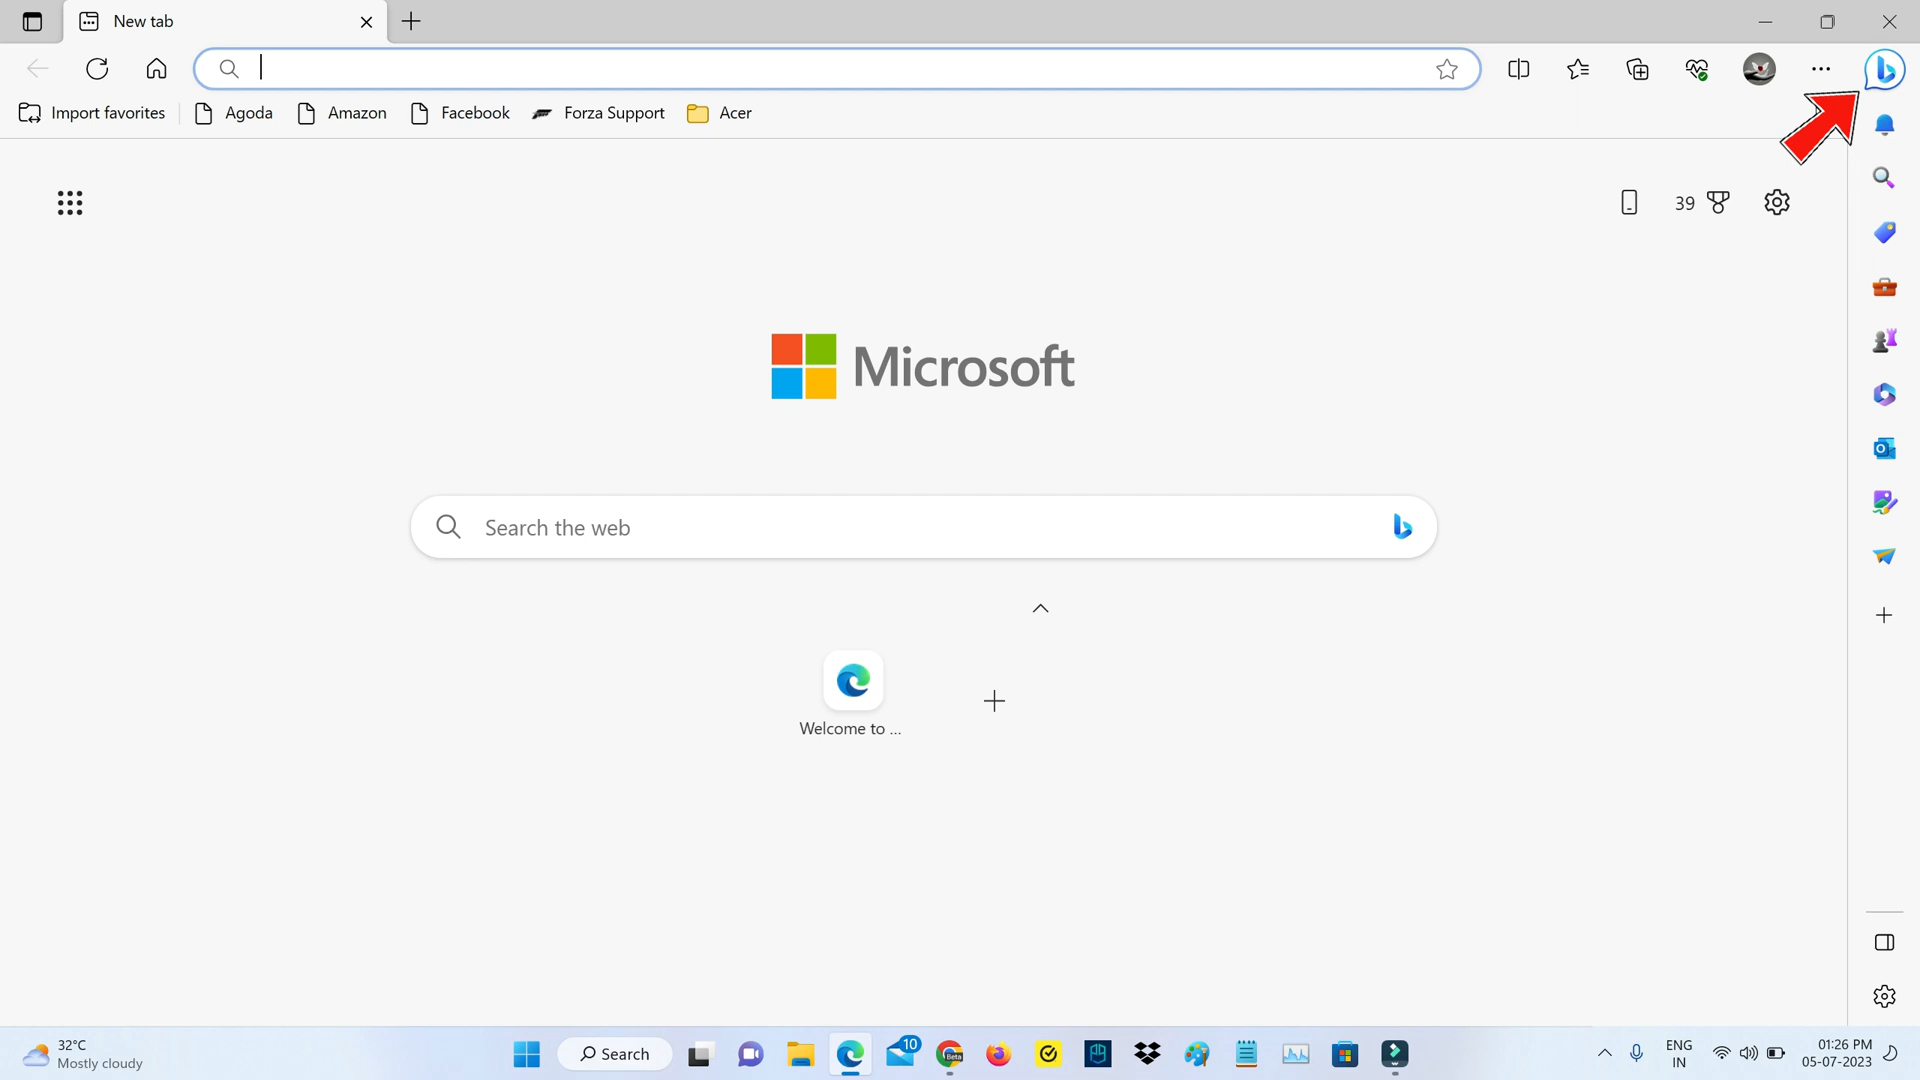 New tab
Import favorites Agoda Amazon Facebook Forza Support Acer
39
Microsoft
Search the web
Welcome to ...
32°C
Mostly cloudy
Search
10
Beta
ENG
IN
01:26 PM
05-07-2023